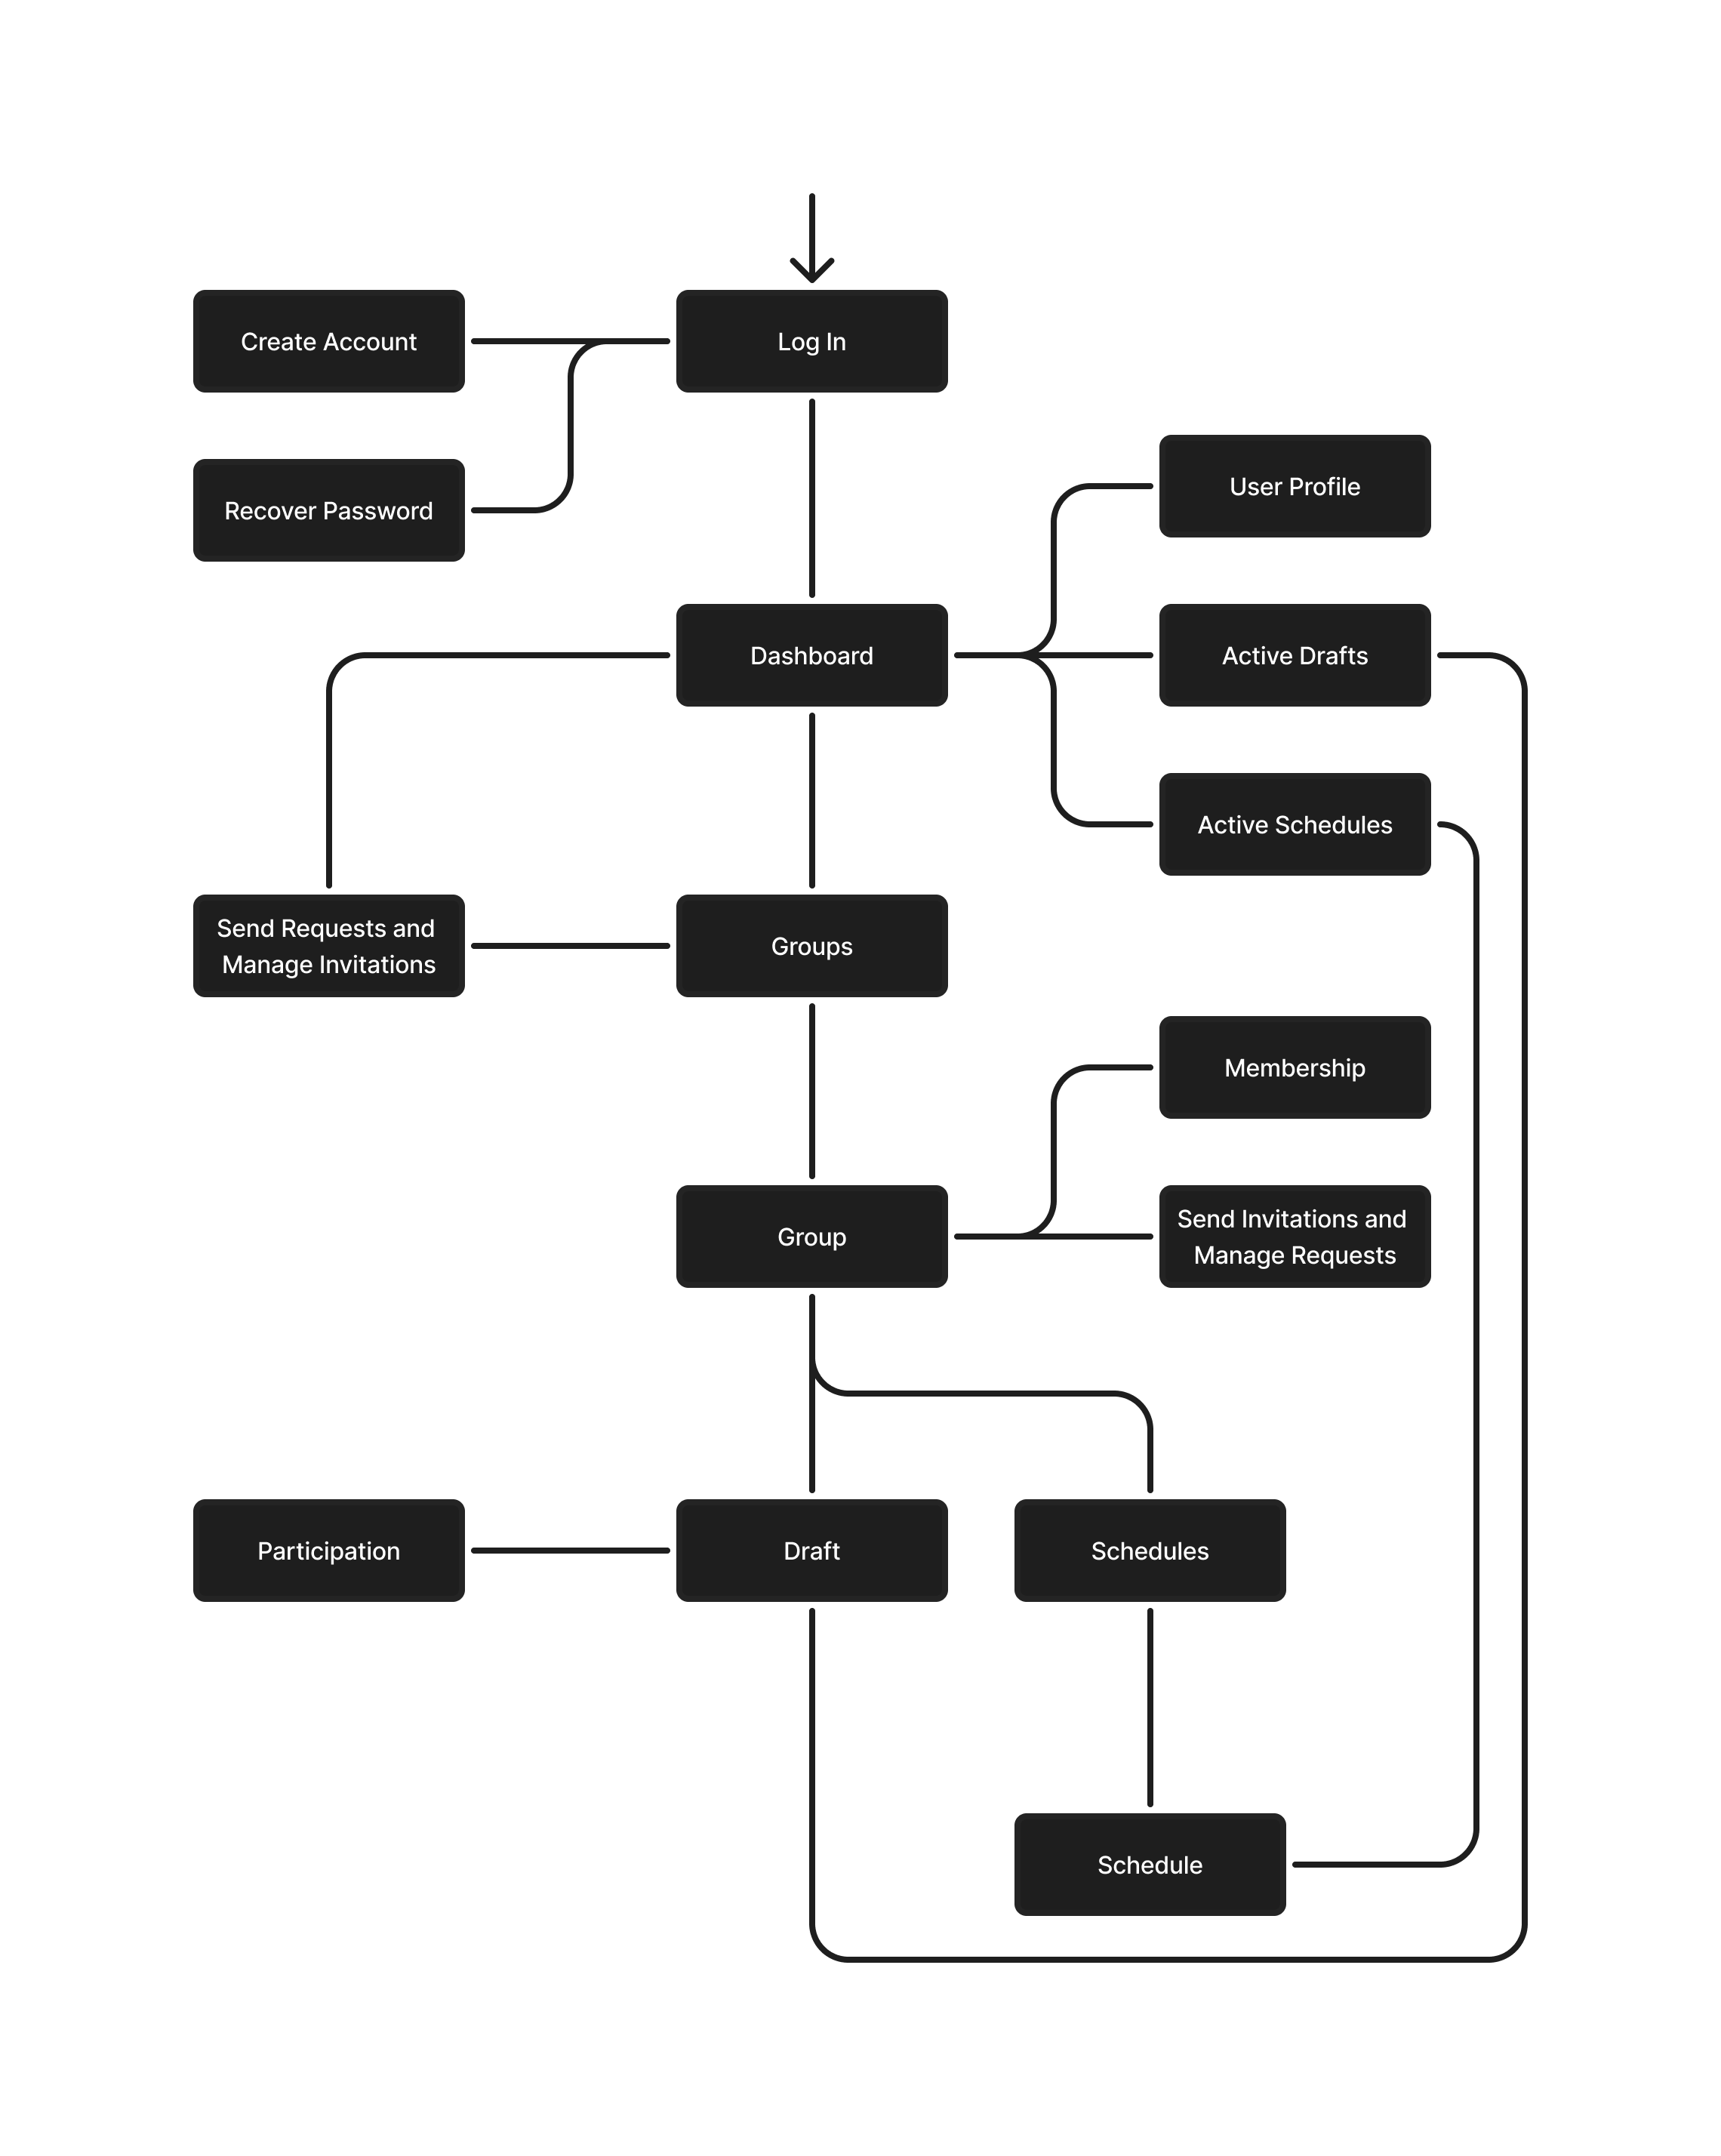 Create Account
Log In
User Profile
Recover Password
Dashboard
Active Drafts
Active Schedules
Send Requests and
Manage Invitations
Groups
Membership
Group
Send Invitations and
Manage Requests
Participation
Draft
Schedules
Schedule